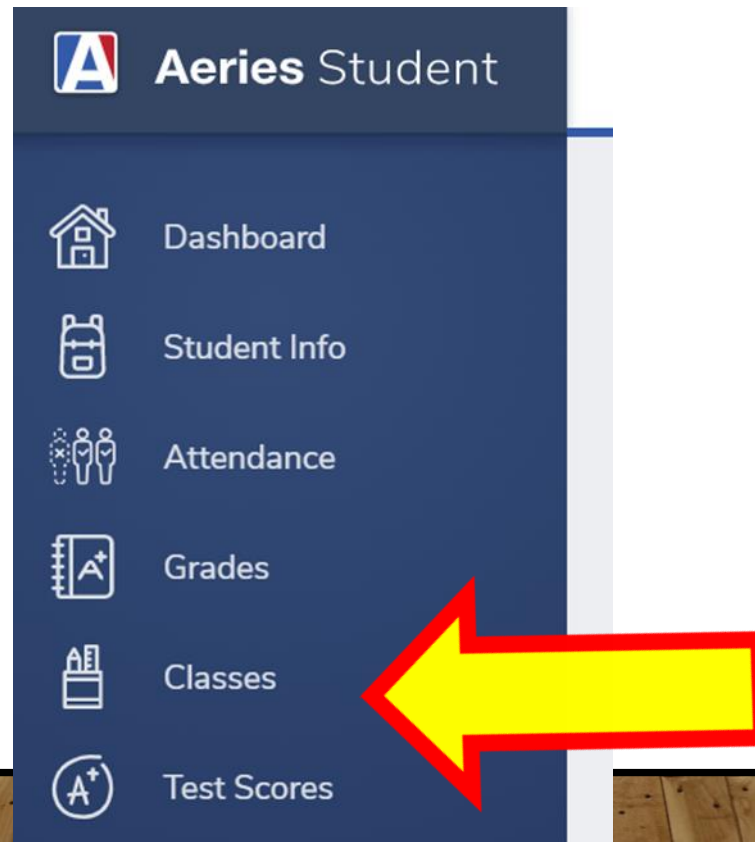 A Aeries Student
Dashboard
Student Info
Attendance
A+ Grades
Classes
A+ Test Scores